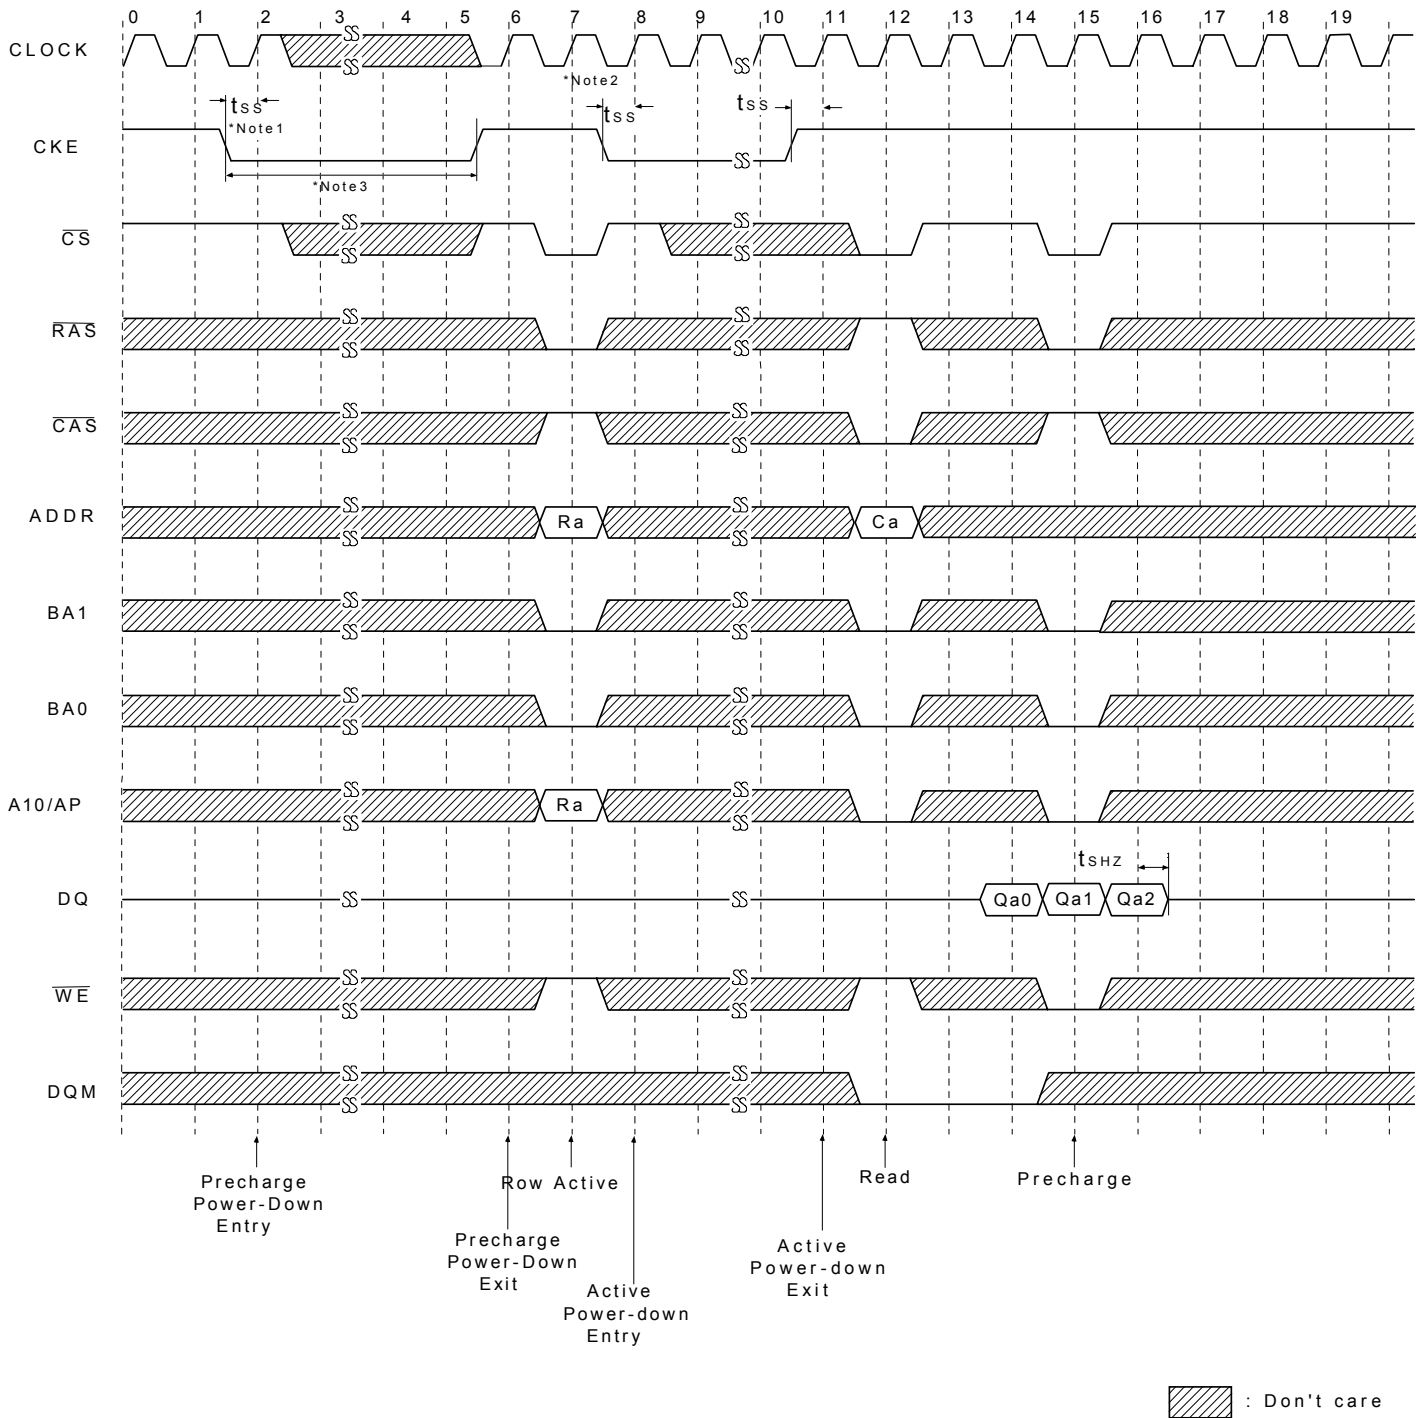 0 1 2 3 4 5 6 7 8 9 10 11 12 13 14 15 16 17 18 19
CLOCK
*Note2
tSS
tSS
tSS
*Note1
CKE
*Note3
CS
RAS
CAS
ADDR
Ra
Ca
BA1
BA0
A10/AP
Ra
tSHZ
DQ
Qa0 Qa1 Qa2
WE
DQM
Precharge
Power-Down
Entry
Row Active
Read
Precharge
Precharge
Power-Down
Exit
Active
Power-down
Exit
Active
Power-down
Entry
: Don't care